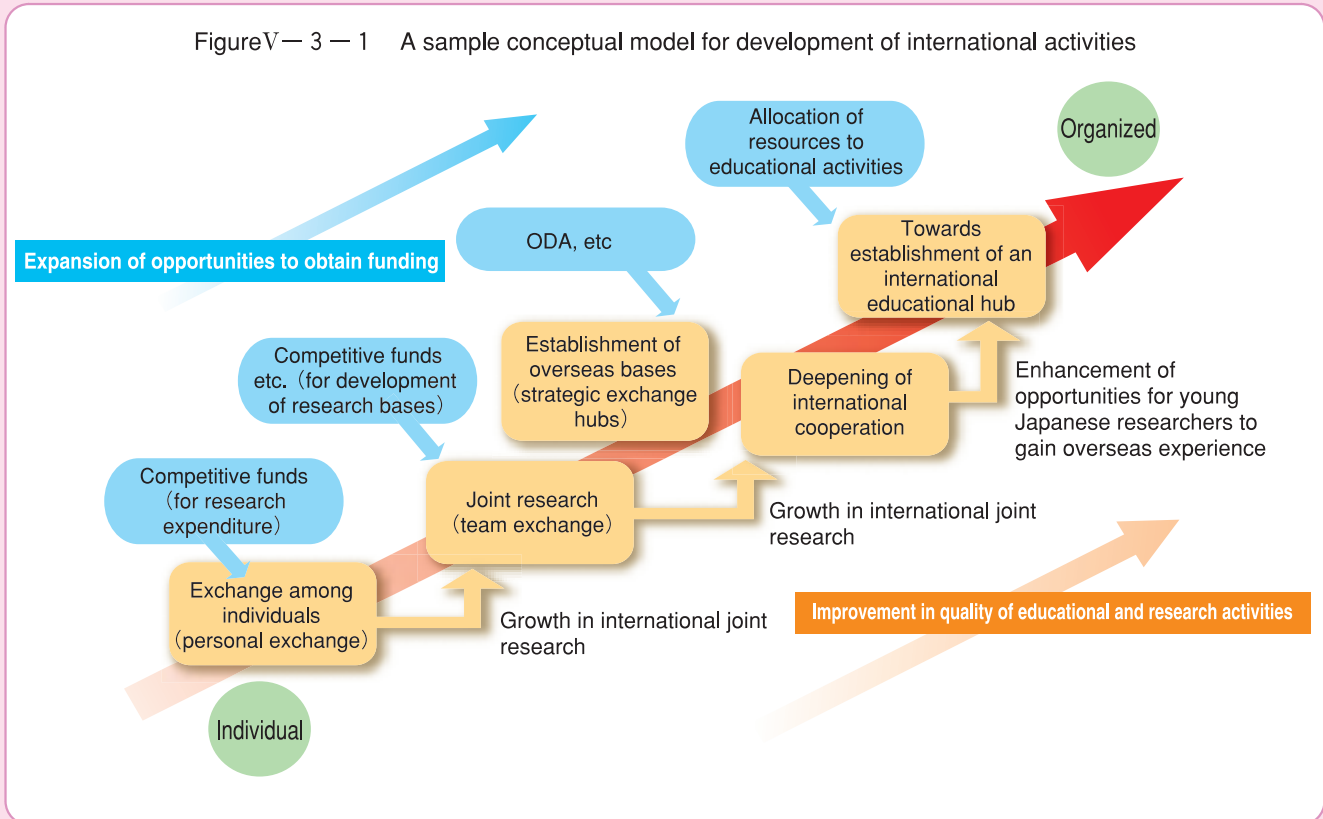 FigureⅤ－３－１　A sample conceptual model for development of international activities
Allocation of
resources to
educational activities
Organized
Expansion of opportunities to obtain funding
ODA, etc
Towards
establishment of an
international
educational hub
Competitive funds
etc.（for development
of research bases）
Establishment of
overseas bases
（strategic exchange
hubs）
Deepening of
international
cooperation
Enhancement of
opportunities for young
Japanese researchers to
gain overseas experience
Competitive funds
（for research
expenditure）
Joint research
（team exchange）
Growth in international joint
research
Exchange among
individuals
（personal exchange）
Growth in international joint
research
Improvement in quality of educational and research activities
Individual